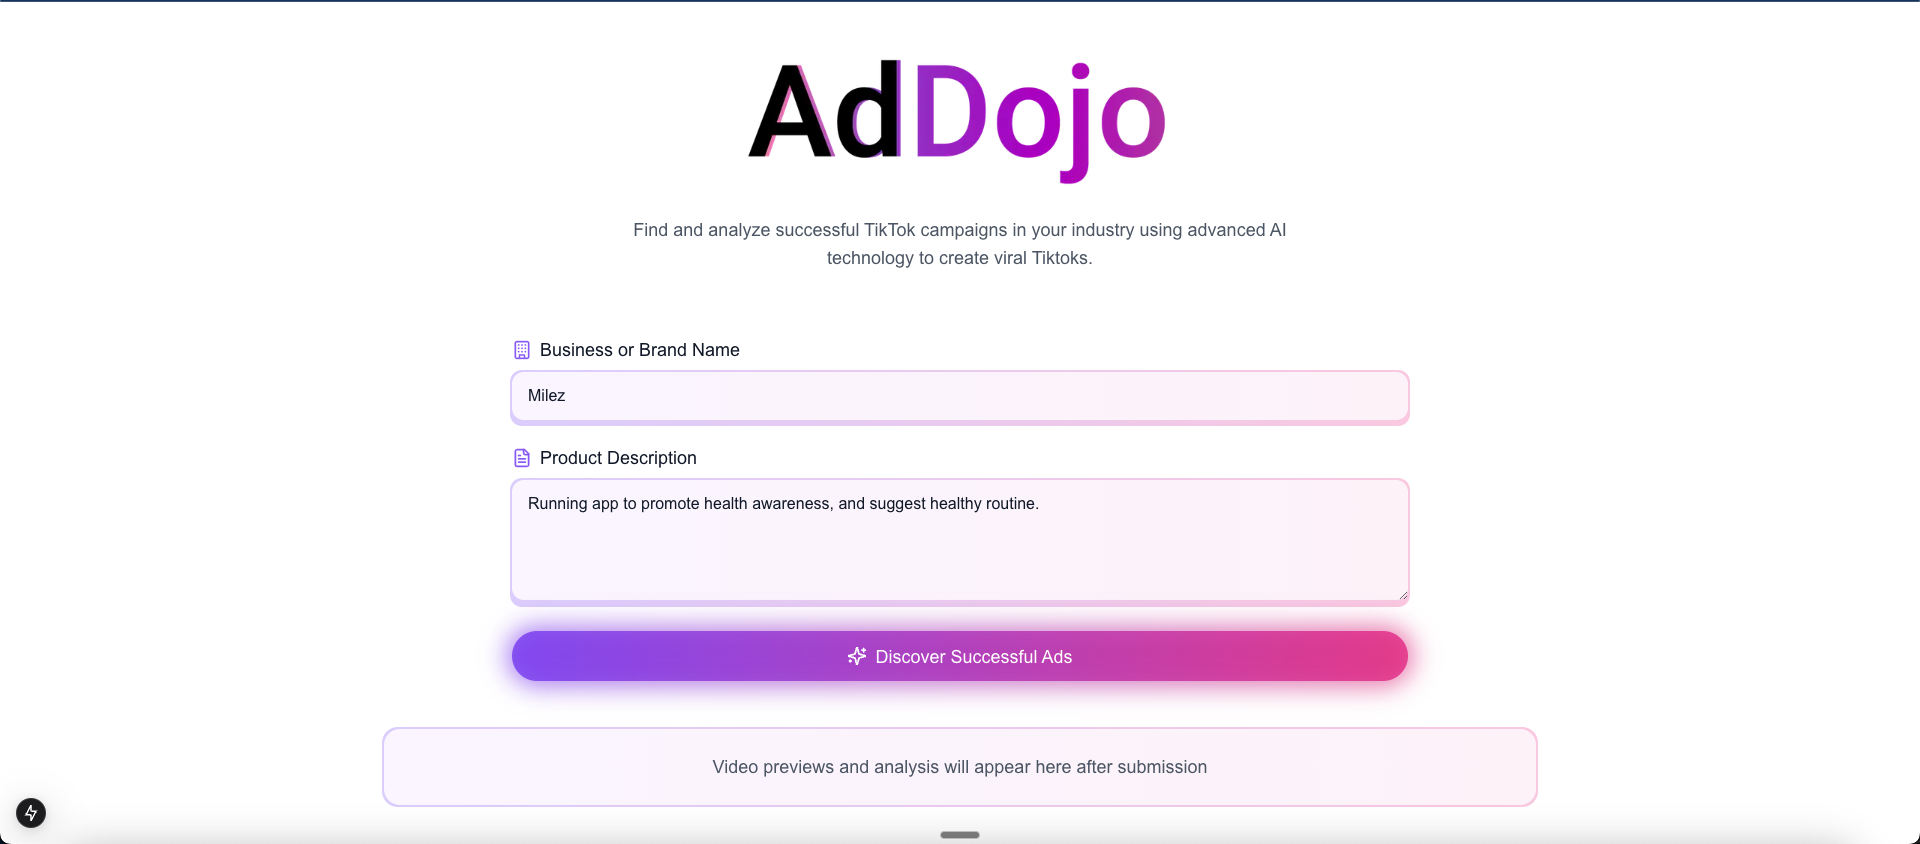 AdDojo
Find and analyze successful TikTok campaigns in your industry using advanced AI
technology to create viral Tiktoks.
Business or Brand Name
Milez
Product Description
Running app to promote health awareness, and suggest healthy routine.
Discover Successful Ads
Video previews and analysis will appear here after submission